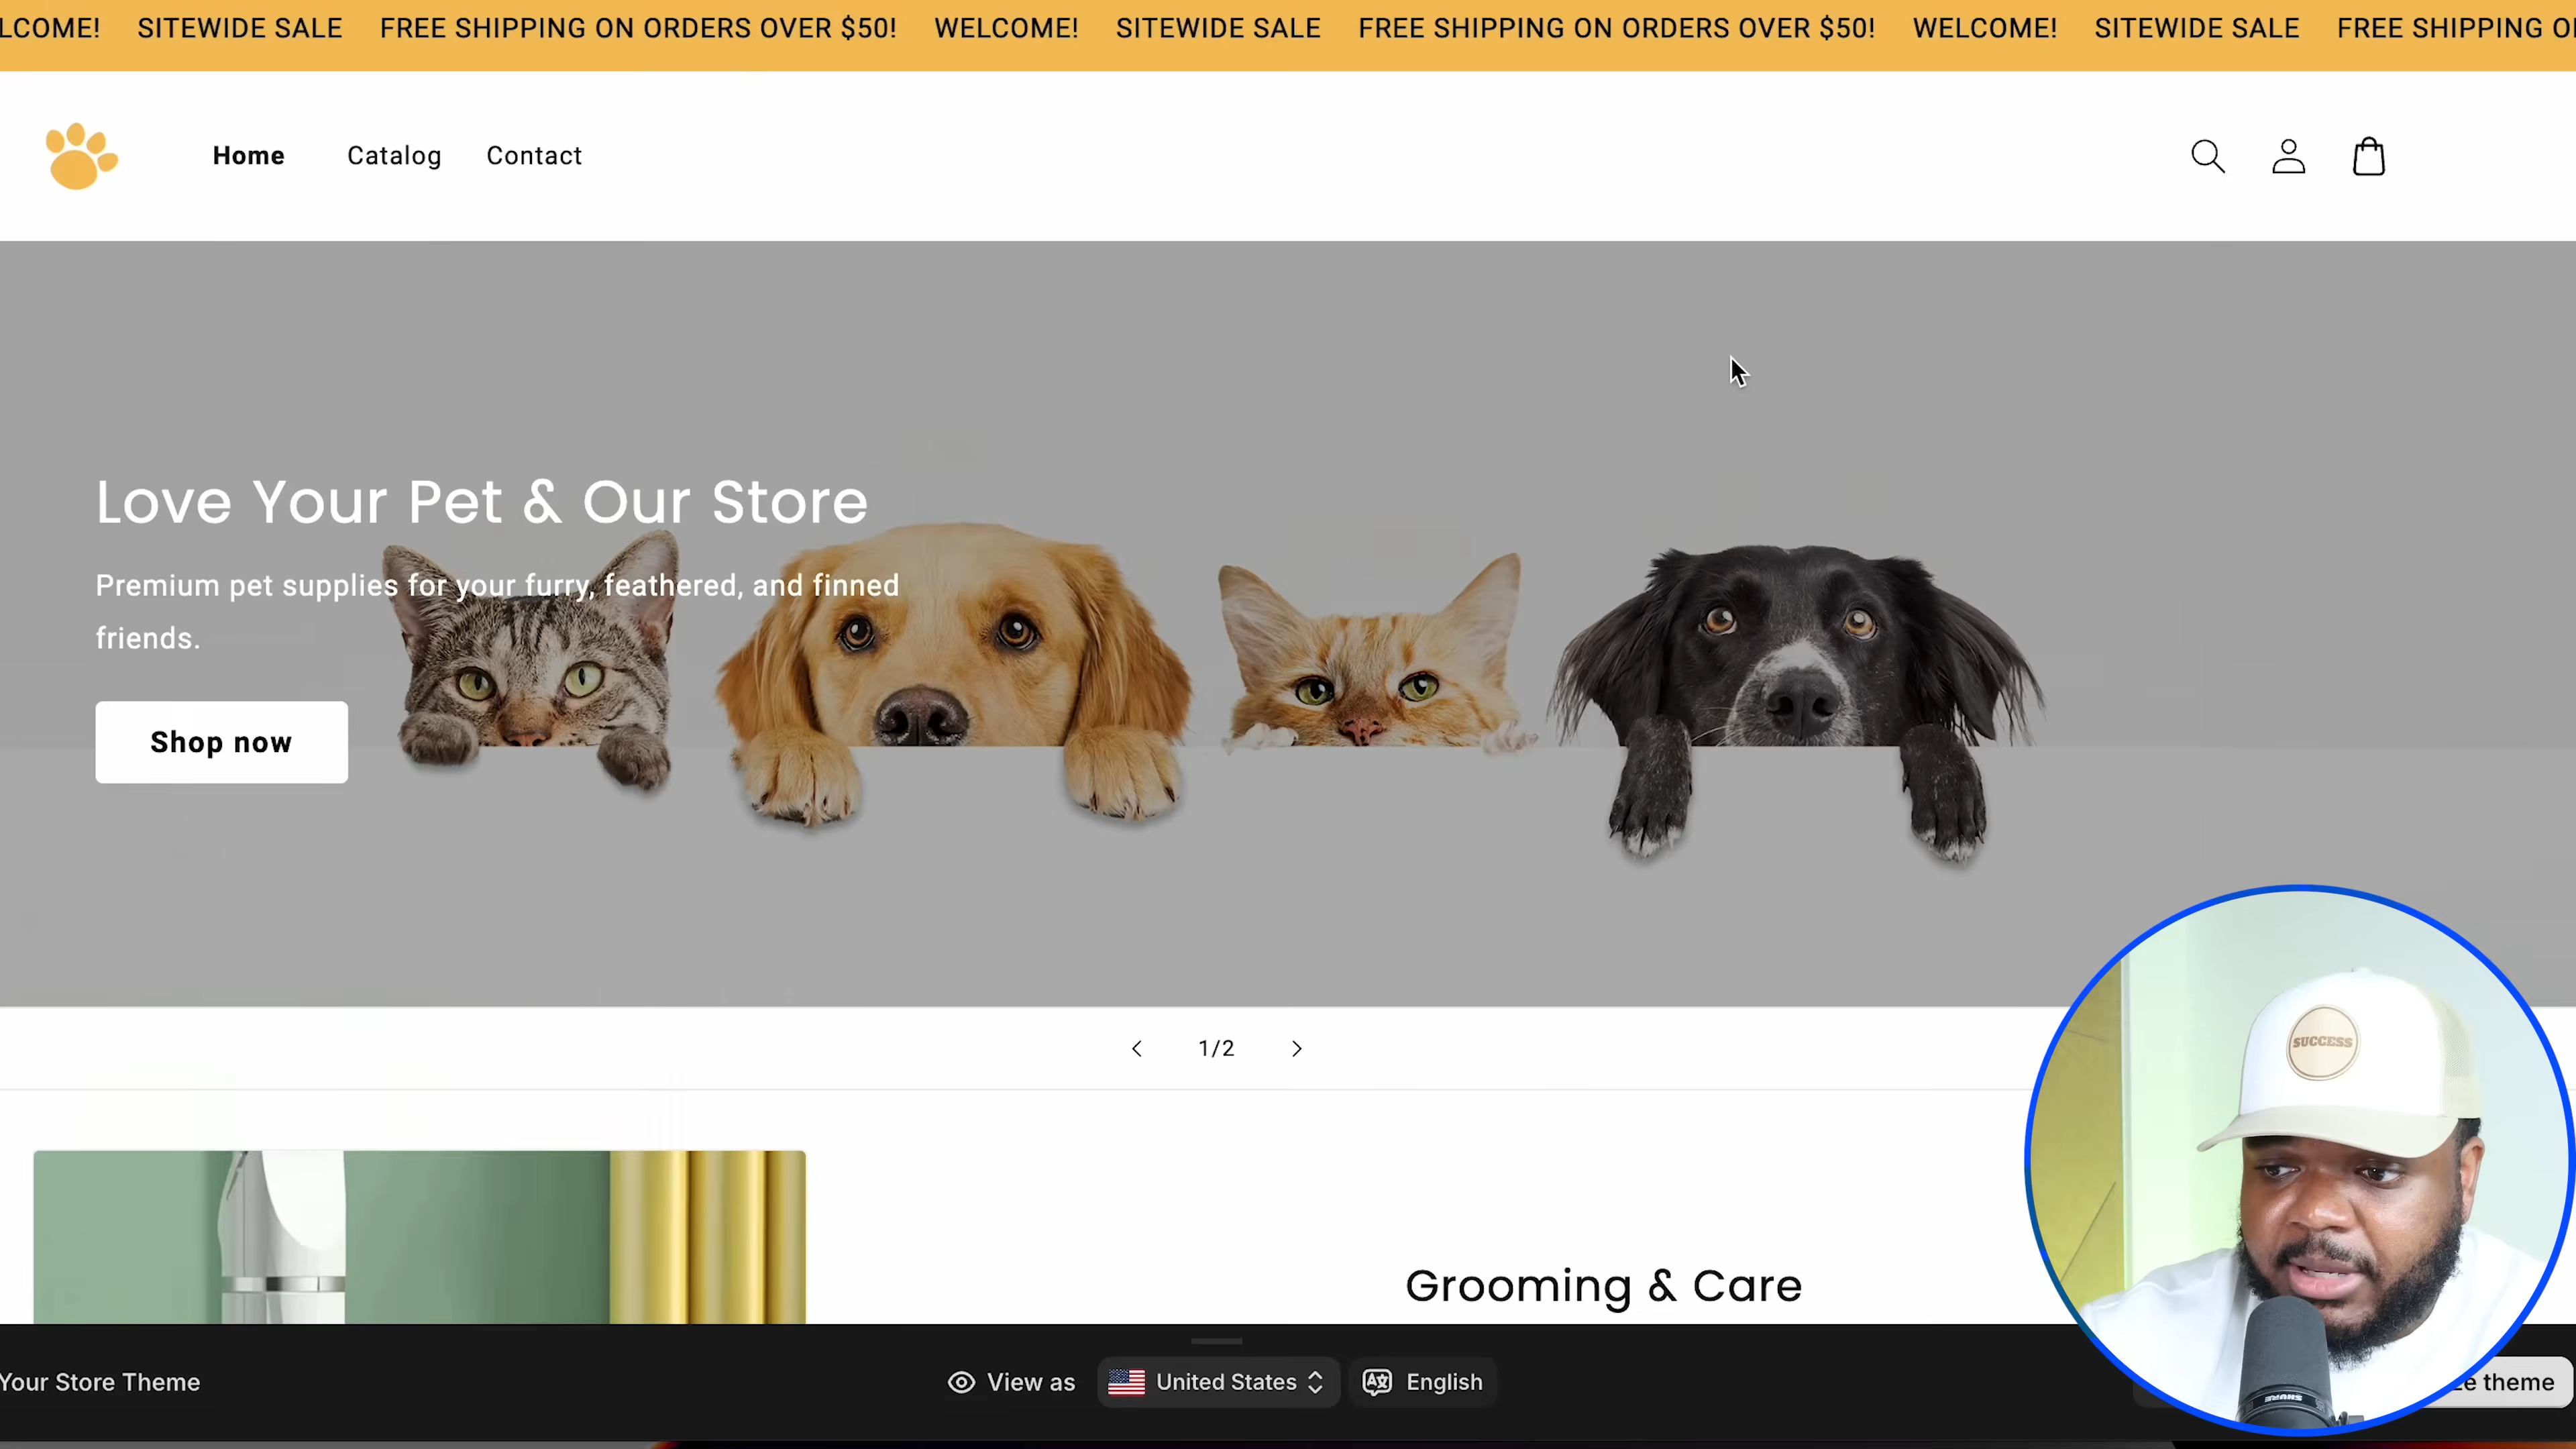 LCOME! SITEWIDE SALE FREE SHIPPING ON ORDERS OVER $50! WELCOME! SITEWIDE SALE FREE SHIPPING ON ORDERS OVER $50! WELCOME! SITEWIDE SALE FREE SHIPPING O
Home Catalog Contact
Love Your Pet & Our Store
Premium pet supplies for your furry, feathered, and finned
friends.
Shop now
1/2
SUCCESS
Grooming & Care
Your Store Theme View as United States English theme
SHURE